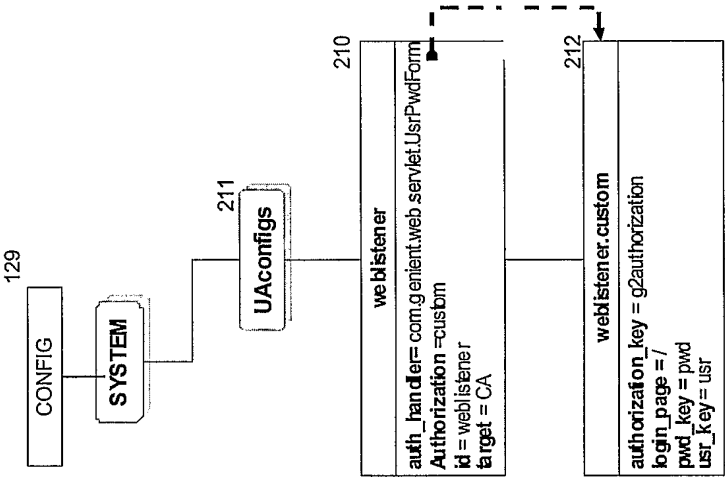 129
CONFIG
SYSTEM
211
UAconfigs
210
weblistener
auth_handler= com.genient.web.servlet.UsrPwdForm
Authorization =custom
id = weblistener
target = CA
212
weblistener.custom
authorization_key = g2authorization
login_page = /
pwd_key = pwd
usr_key = usr